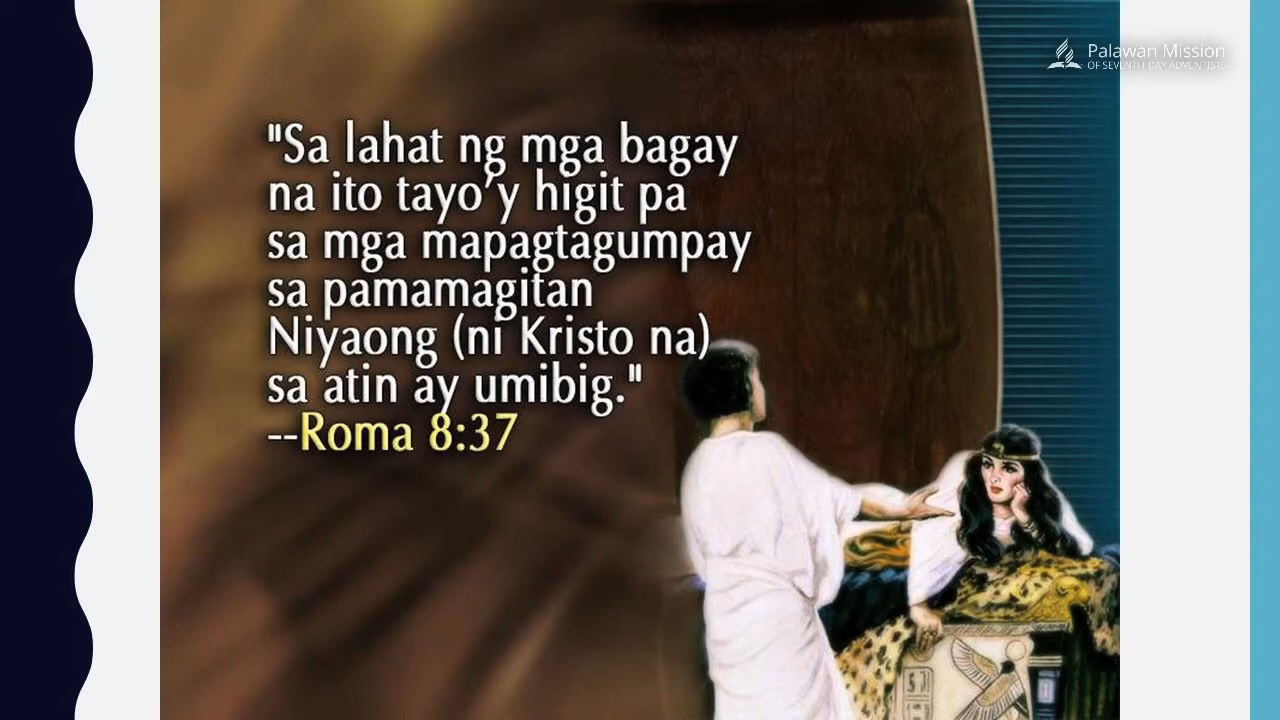 Palawan Mission
OF SEVENTH DAY ADVENTISTS
"Sa lahat ng mga bagay
na ito tayo’y higit pa
sa mga mapagtagumpay
sa pamamagitan
Niyaong (ni Kristo na)
sa atin ay umibig."
--Roma 8:37